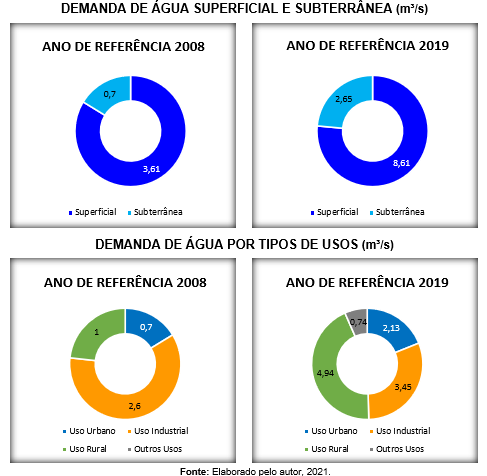 DEMANDA DE ÁGUA SUPERFICIAL E SUBTERRÂNEA (m³/s)
ANO DE REFERÊNCIA 2008
0,7
3,61
Superficial Subterrânea
ANO DE REFERÊNCIA 2019
2,65
8,61
Superficial Subterrânea
DEMANDA DE ÁGUA POR TIPOS DE USOS (m³/s)
ANO DE REFERÊNCIA 2008
1
0,7
2,6
Uso Urbano Uso Industrial
Uso Rural Outros Usos
ANO DE REFERÊNCIA 2019
0,74
2,13
4,94
3,45
Uso Urbano Uso Industrial
Uso Rural Outros Usos
Fonte: Elaborado pelo autor, 2021.